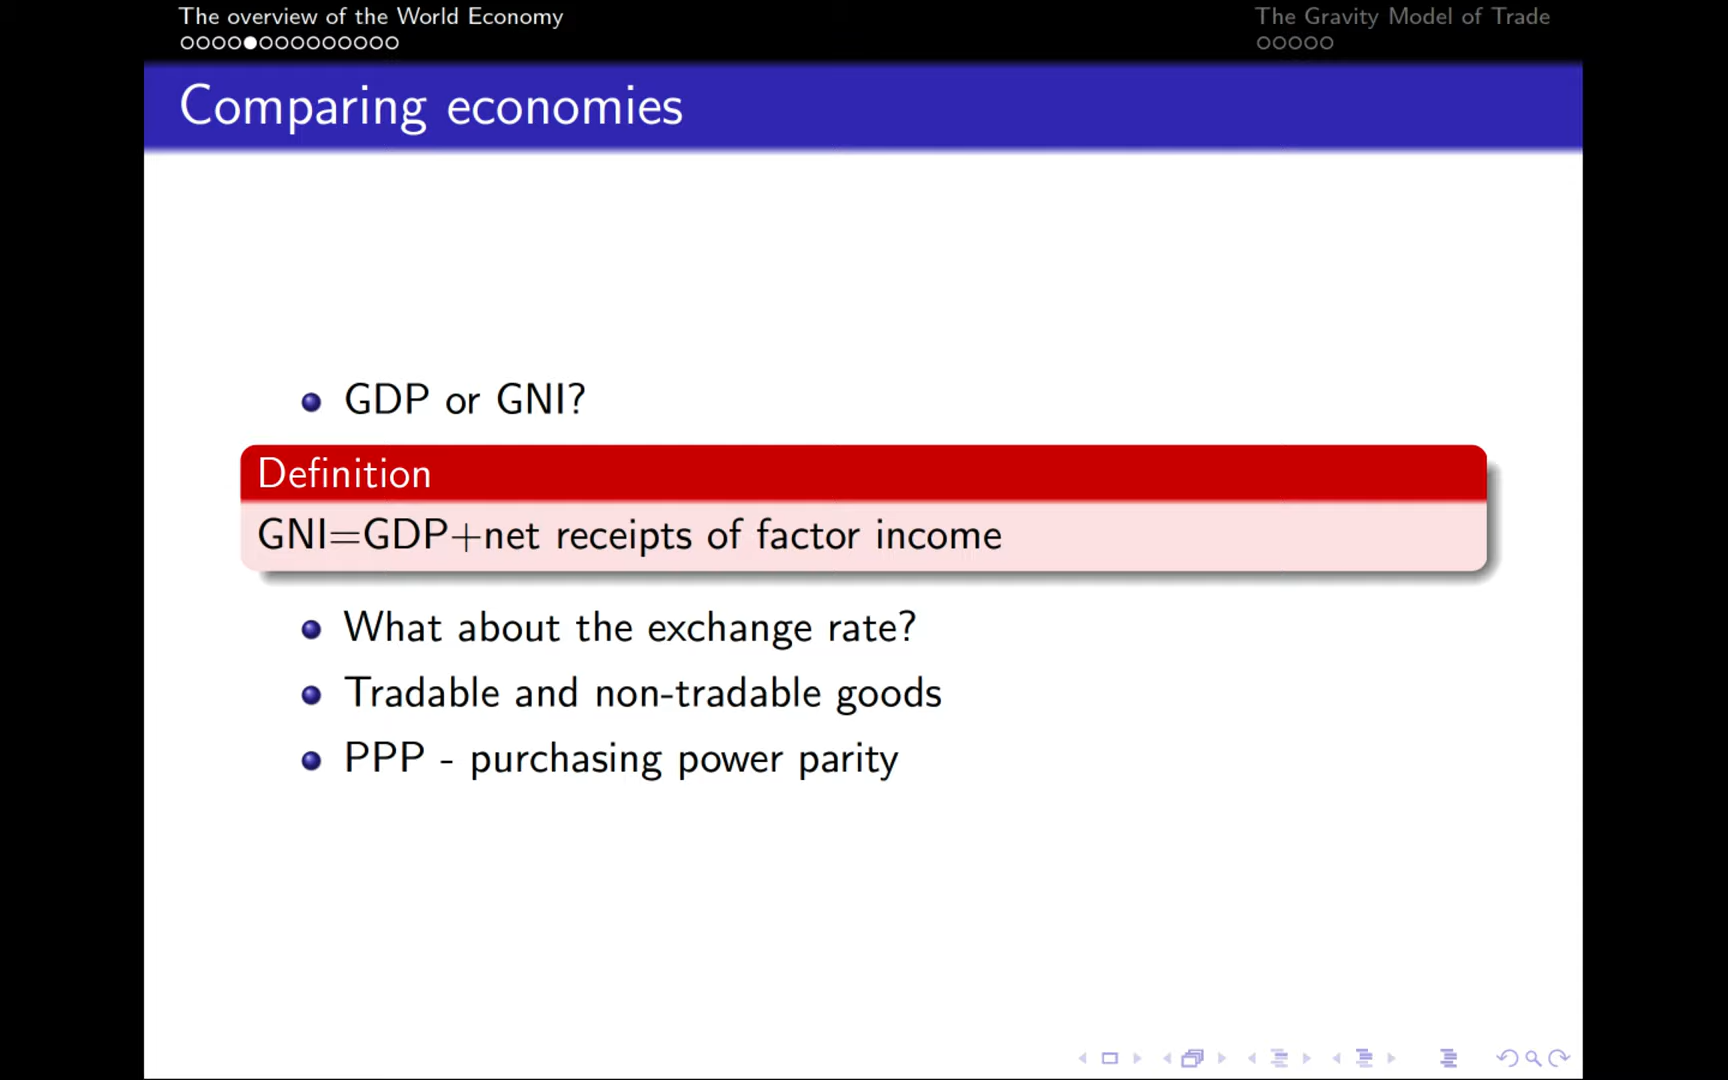 The overview of the World Economy
The Gravity Model of Trade
Comparing economies
GDP or GNI?
Definition
GNI=GDP+net receipts of factor income
What about the exchange rate?
Tradable and non-tradable goods
PPP - purchasing power parity